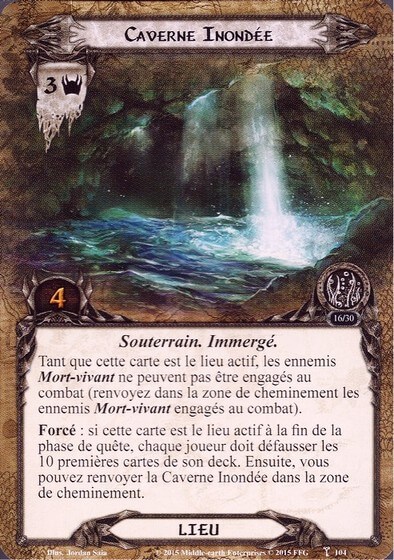 Caverne Inondée
3
4
16/30
Souterrain. Immergé.
Tant que cette carte est le lieu actif, les ennemis
Mort-vivant ne peuvent pas être engagés au
combat (renvoyez dans la zone de cheminement les
ennemis Mort-vivant engagés au combat).
Forcé : si cette carte est le lieu actif à la fin de la
phase de quête, chaque joueur doit défausser les
10 premières cartes de son deck. Ensuite, vous
pouvez renvoyer la Caverne Inondée dans la zone
de cheminement.
LIEU
Illus. Jordan Saia © 2015 Middle-earth Enterprises © 2015 FFG 104